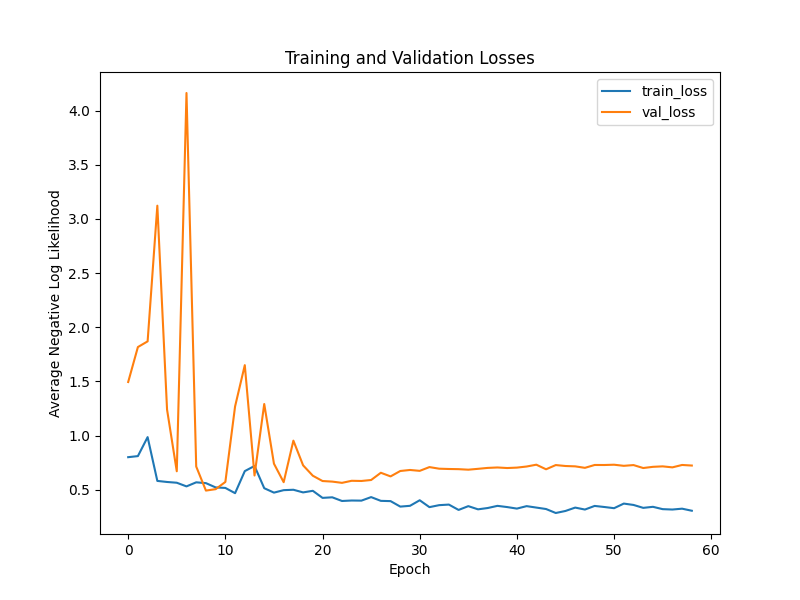 Training and Validation Losses
train_loss
val_loss
Average Negative Log Likelihood
4.0
3.5
3.0
2.5
2.0
1.5
1.0
0.5
0 10 20 30 40 50 60
Epoch